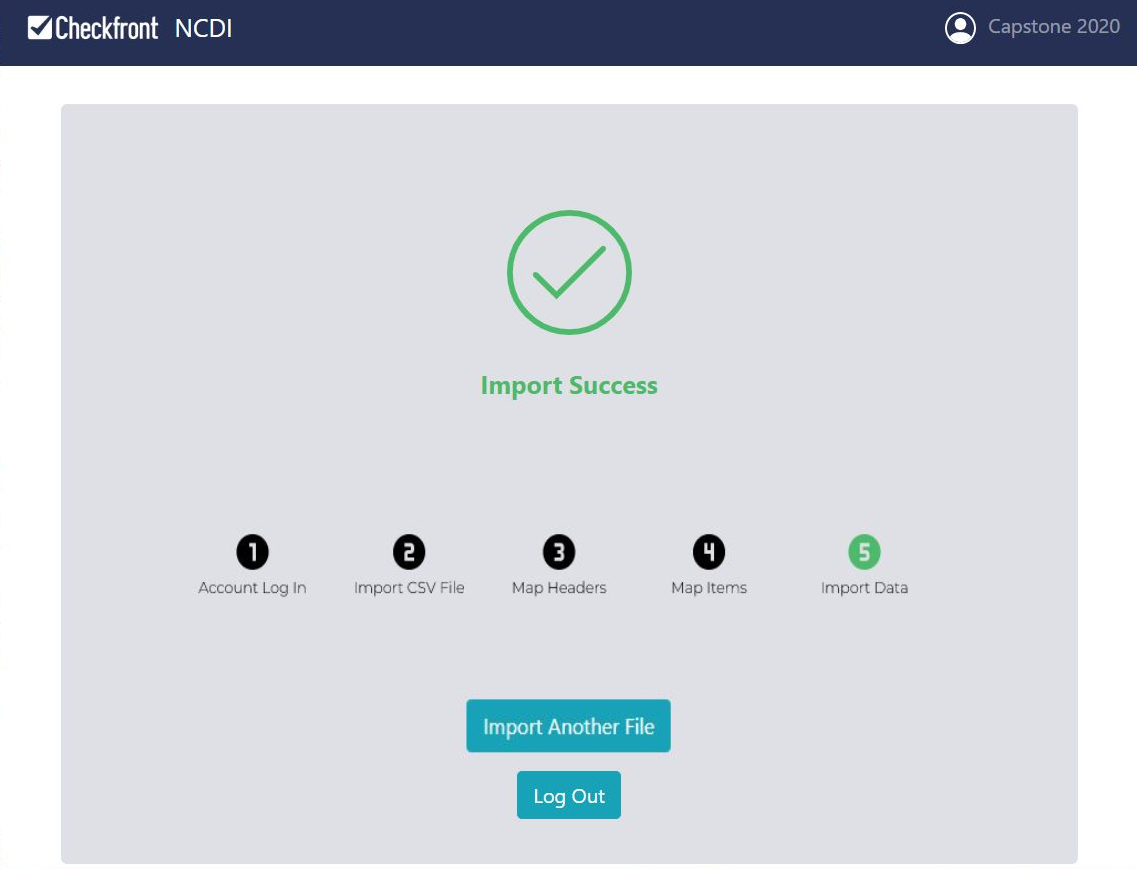 Checkfront NCDI
Capstone 2020
Import Success
1 2 3 4 5
Account Log In Import CSV File Map Headers Map Items Import Data
Import Another File
Log Out